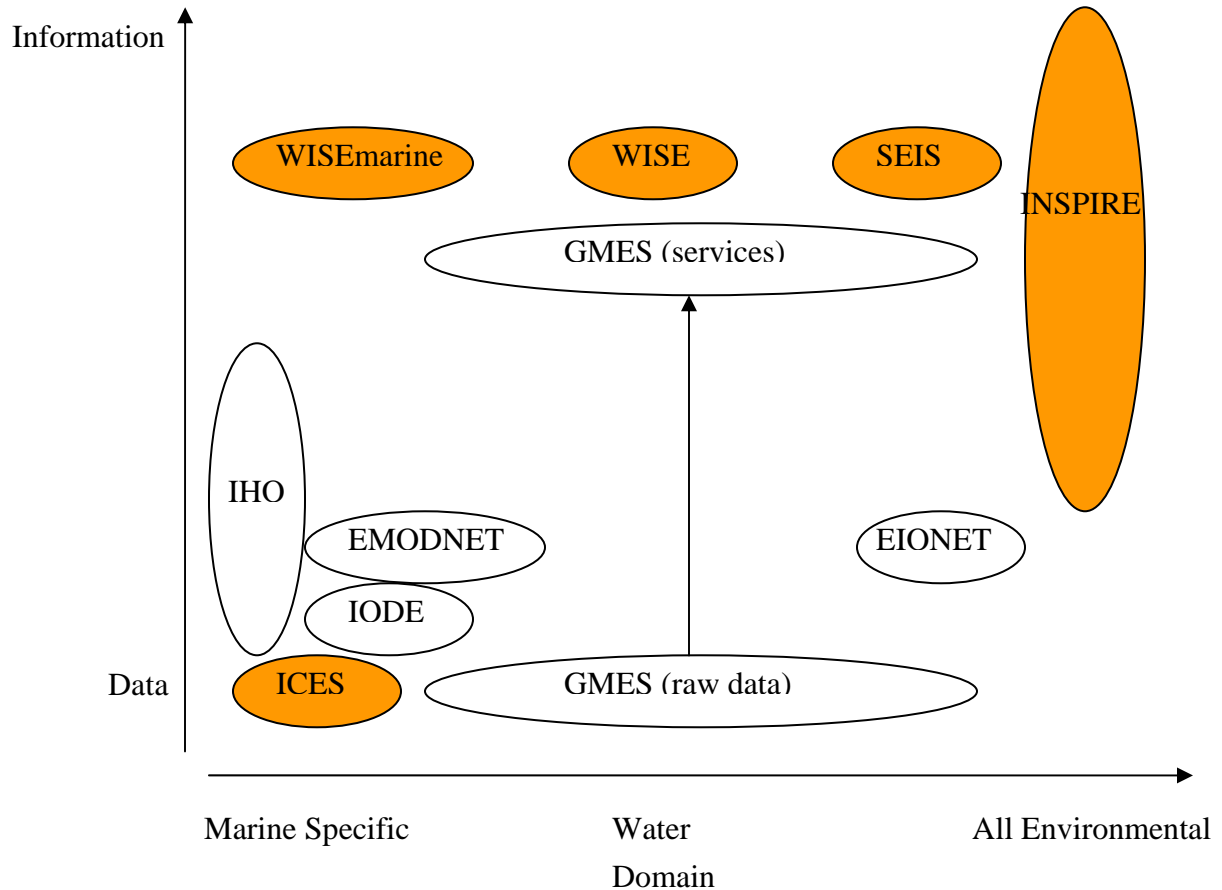 Information
WISEmarine
WISE
SEIS
INSPIRE
GMES (services)
IHO
EMODNET
EIONET
IODE
Data
ICES
GMES (raw data)
Marine Specific
Water
All Environmental
Domain